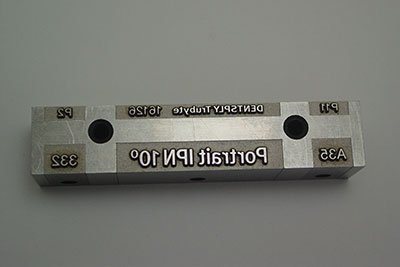 P11 DENTSPLY Trubyte 16126 P2
A35 Portrait IPN 10° 332